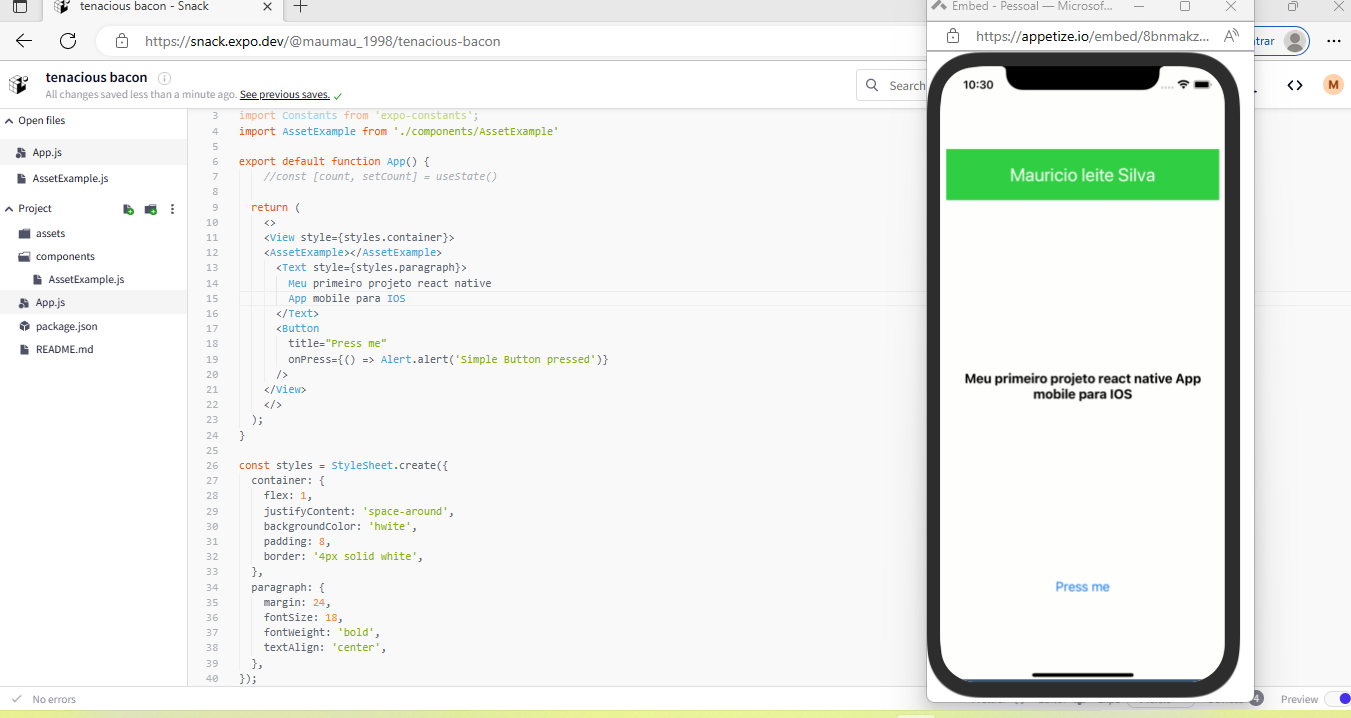 tenacious bacon - Snack
https://snack.expo.dev/@maumau_1998/tenacious-bacon
tenacious bacon
All changes saved less than a minute ago. See previous saves.
Search
M
Open files
App.js
AssetExample.js
Project
assets
components
AssetExample.js
App.js
package.json
README.md
3 import Constants from 'expo-constants';
4 import AssetExample from './components/AssetExample'
5
6 export default function App() {
7 //const [count, setCount] = useState()
8
9 return (
10 <>
11 <View style={styles.container}>
12 <AssetExample></AssetExample>
13 <Text style={styles.paragraph}>
14 Meu primeiro projeto react native
15 App mobile para IOS
16 </Text>
17 <Button
18 title="Press me"
19 onPress={() => Alert.alert('Simple Button pressed')}
20 />
21 </View>
22 </>
23 );
24 }
25
26 const styles = StyleSheet.create({
27 container: {
28 flex: 1,
29 justifyContent: 'space-around',
30 backgroundColor: 'hwite',
31 padding: 8,
32 border: '4px solid white',
33 },
34 paragraph: {
35 margin: 24,
36 fontSize: 18,
37 fontWeight: 'bold',
38 textAlign: 'center',
39 },
40 });
No errors
Preview
4
Embed - Pessoal — Microsof...
https://appetize.io/embed/8bnmakz...
trar
10:30
Mauricio leite Silva
Meu primeiro projeto react native App
mobile para IOS
Press me